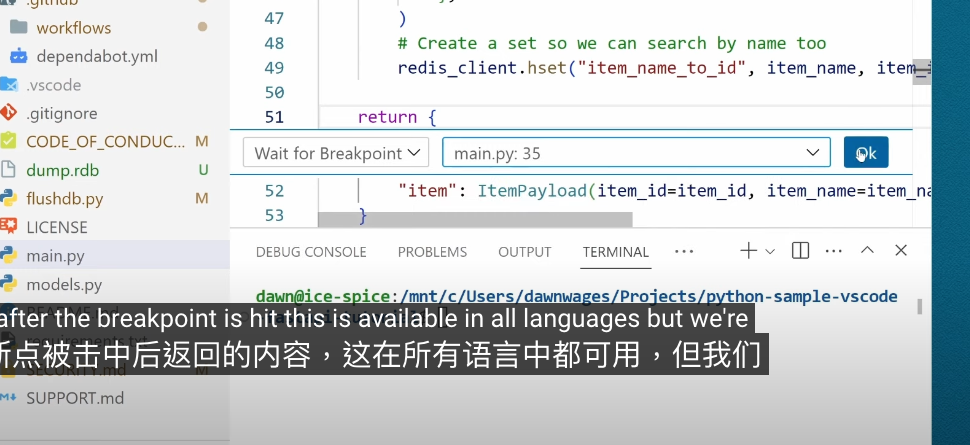 .github
workflows
dependabot.yml
.vscode
.gitignore
CODE_OF_CONDUC... M
dump.rdb U
flushdb.py M
LICENSE
main.py
models.py
SECURITY.md
SUPPORT.md
47 )
48 # Create a set so we can search by name too
49 redis_client.hset("item_name_to_id", item_name, item_i
50
51 return {
Wait for Breakpoint main.py: 35 Ok
52 "item": ItemPayload(item_id=item_id, item_name=item_na
53 }
DEBUG CONSOLE PROBLEMS OUTPUT TERMINAL ...
dawn@ice-spice:/mnt/c/Users/dawnwages/Projects/python-sample-vscode
after the breakpoint is hit this is available in all languages but we're
断点被击中后返回的内容，这在所有语言中都可用，但我们